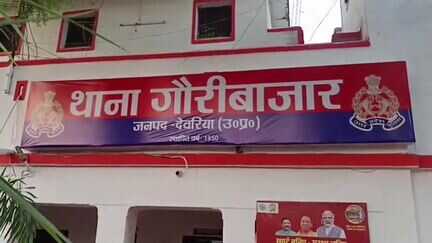 थाना गौरीबाजार
जनपद -देवरिया (उ०प्र०)
स्थापित वर्ष- 1950